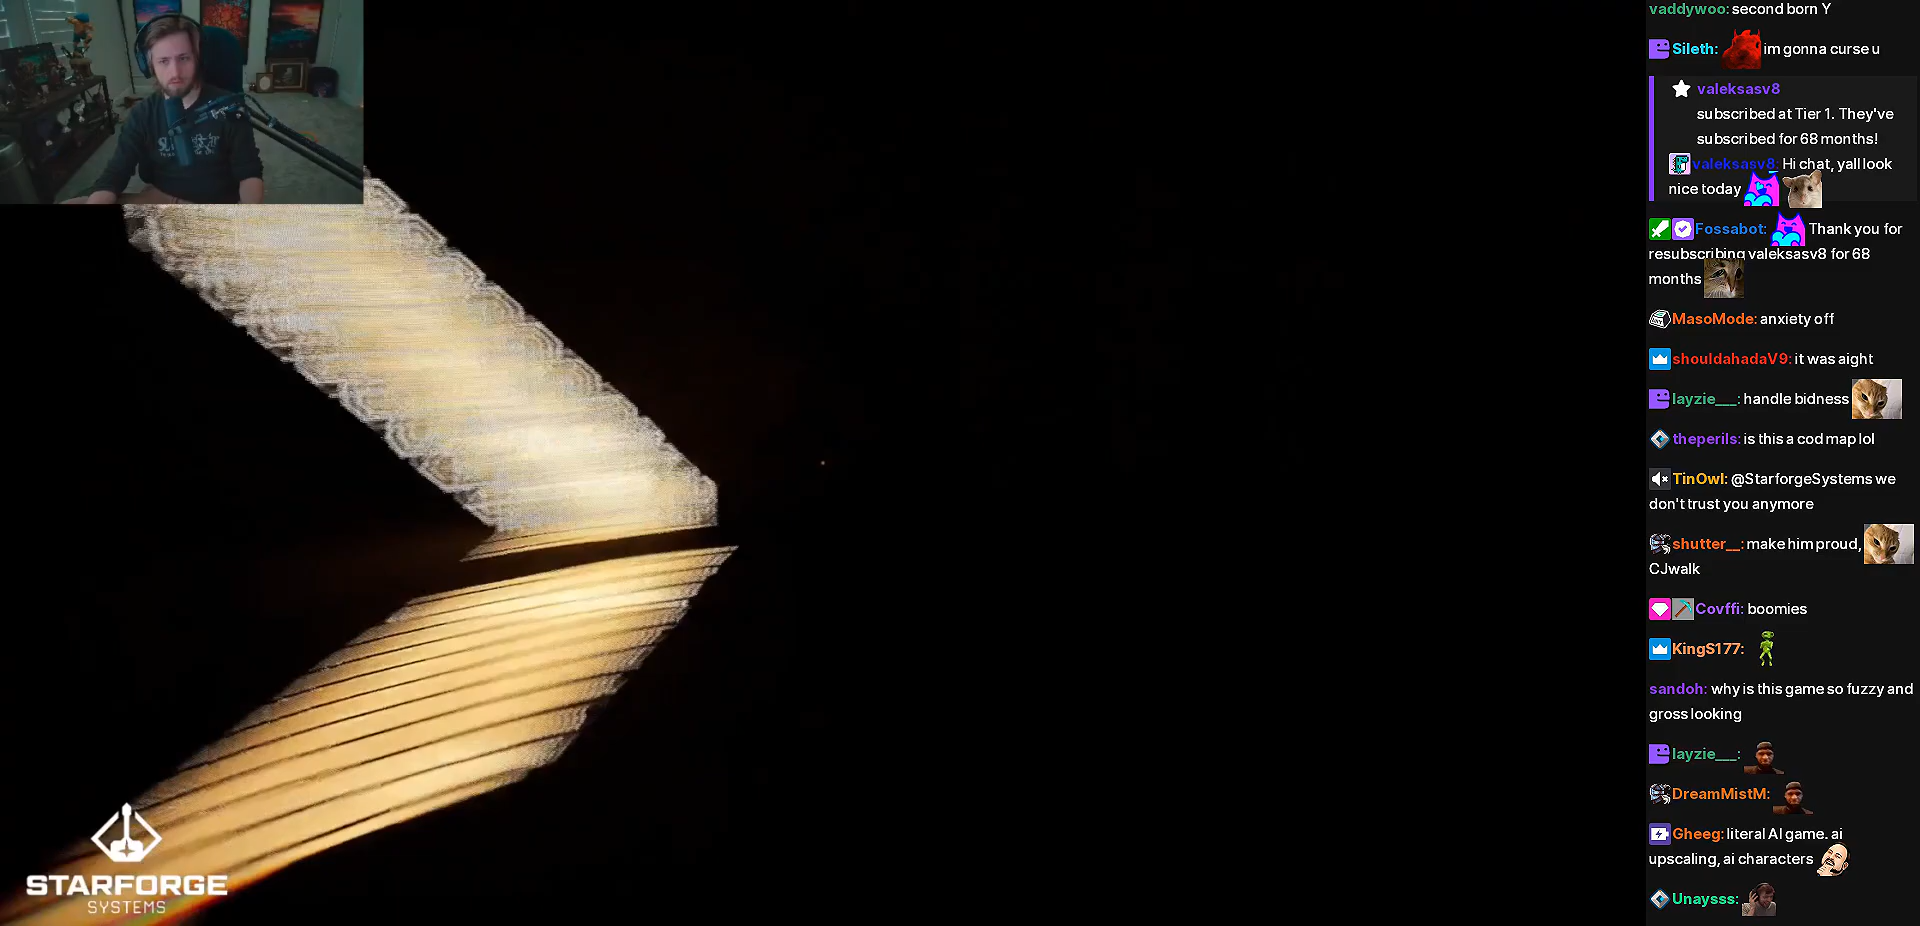 vaddywoo: second born Y
Sileth: im gonna curse u
valeksasv8
subscribed at Tier 1. They've
subscribed for 68 months!
valeksasv8: Hi chat, yall look
nice today
Fossabot: Thank you for
resubscribing valeksasv8 for 68
months
MasoMode: anxiety off
shouldahadaV9: it was aight
layzie___: handle bidness
theperils: is this a cod map lol
TinOwl: @StarforgeSystems we
don't trust you anymore
shutter__: make him proud,
CJwalk
Covffi: boomies
KingS177:
sandoh: why is this game so fuzzy and
gross looking
layzie___:
DreamMistM:
Gheeg: literal AI game. ai
upscaling, ai characters
Unaysss:
STARFORGE
SYSTEMS